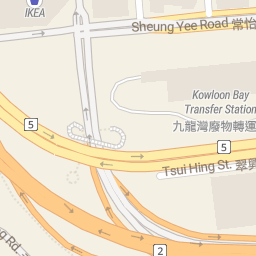 IKEA
Sheung Yee Road 常怡
Kowloon Bay
Transfer Station
九龍灣廢物轉運
5
5
Tsui Hing St. 翠興
g Rd.
2